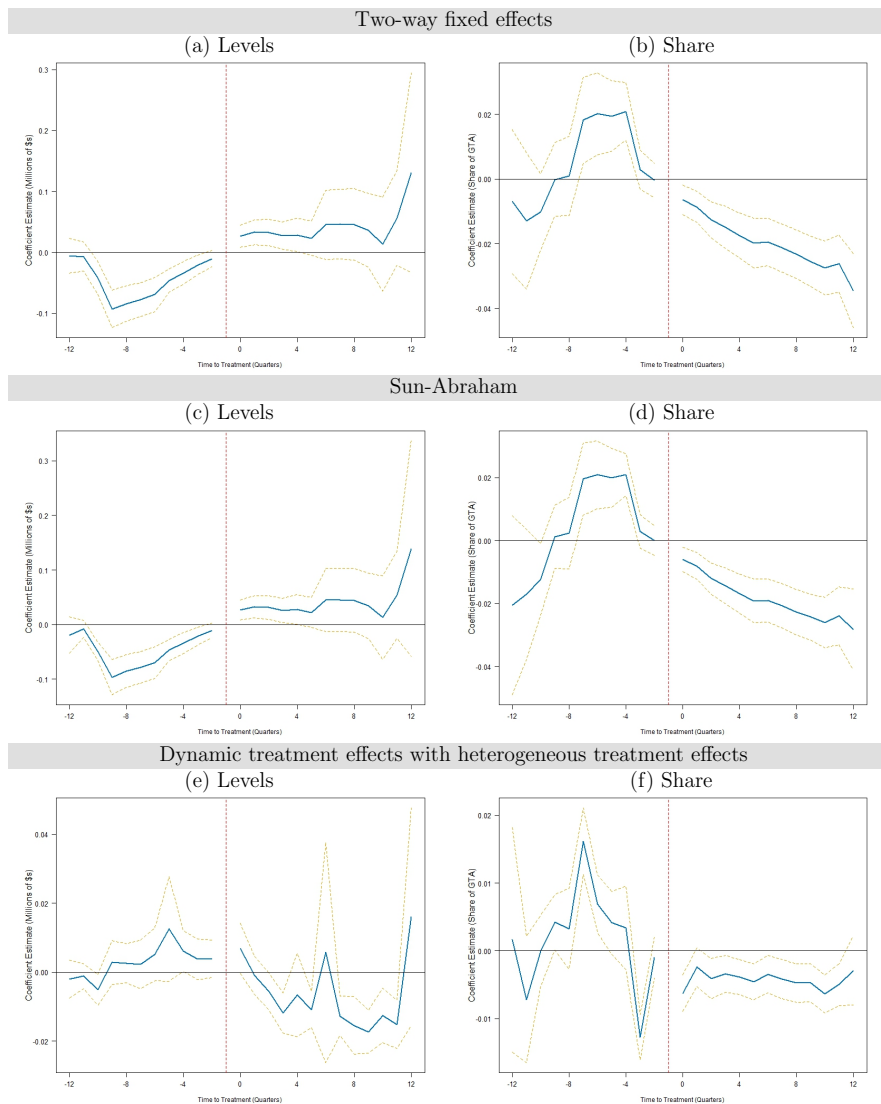 Two-way fixed effects
(a) Levels
(b) Share
0.3
0.2
0.1
0.0
-0.1
Coefficient Estimate (Millions of $s)
-12 -8 -4 0 4 8 12
Time to Treatment (Quarters)
0.02
0.00
-0.02
-0.04
Coefficient Estimate (Share of GTA)
-12 -8 -4 0 4 8 12
Time to Treatment (Quarters)
Sun-Abraham
(c) Levels
(d) Share
0.3
0.2
0.1
0.0
-0.1
Coefficient Estimate (Millions of $s)
-12 -8 -4 0 4 8 12
Time to Treatment (Quarters)
0.02
0.00
-0.02
-0.04
Coefficient Estimate (Share of GTA)
-12 -8 -4 0 4 8 12
Time to Treatment (Quarters)
Dynamic treatment effects with heterogeneous treatment effects
(e) Levels
(f) Share
0.04
0.02
0.00
-0.02
Coefficient Estimate (Millions of $s)
-12 -8 -4 0 4 8 12
Time to Treatment (Quarters)
0.02
0.01
0.00
-0.01
Coefficient Estimate (Share of GTA)
-12 -8 -4 0 4 8 12
Time to Treatment (Quarters)